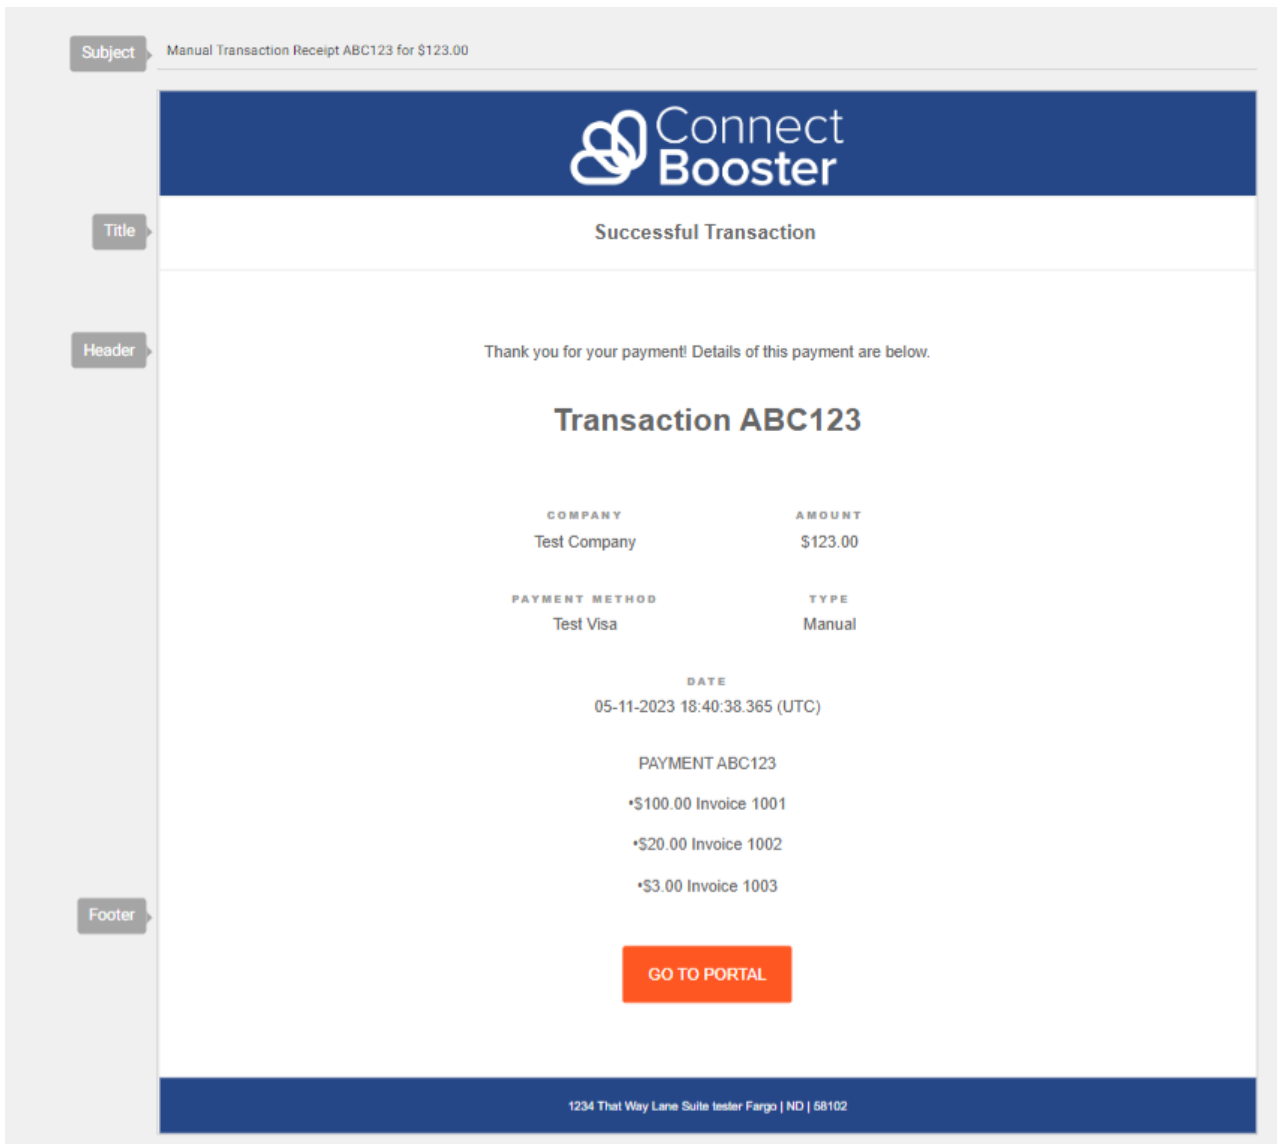 Subject
Manual Transaction Receipt ABC123 for $123.00
Connect
Booster
Title
Successful Transaction
Header
Thank you for your payment! Details of this payment are below.
Transaction ABC123
COMPANY AMOUNT
Test Company $123.00
PAYMENT METHOD TYPE
Test Visa Manual
DATE
05-11-2023 18:40:38.365 (UTC)
PAYMENT ABC123
•$100.00 Invoice 1001
•$20.00 Invoice 1002
•$3.00 Invoice 1003
Footer
GO TO PORTAL
1234 That Way Lane Suite tester Fargo | ND | 58102